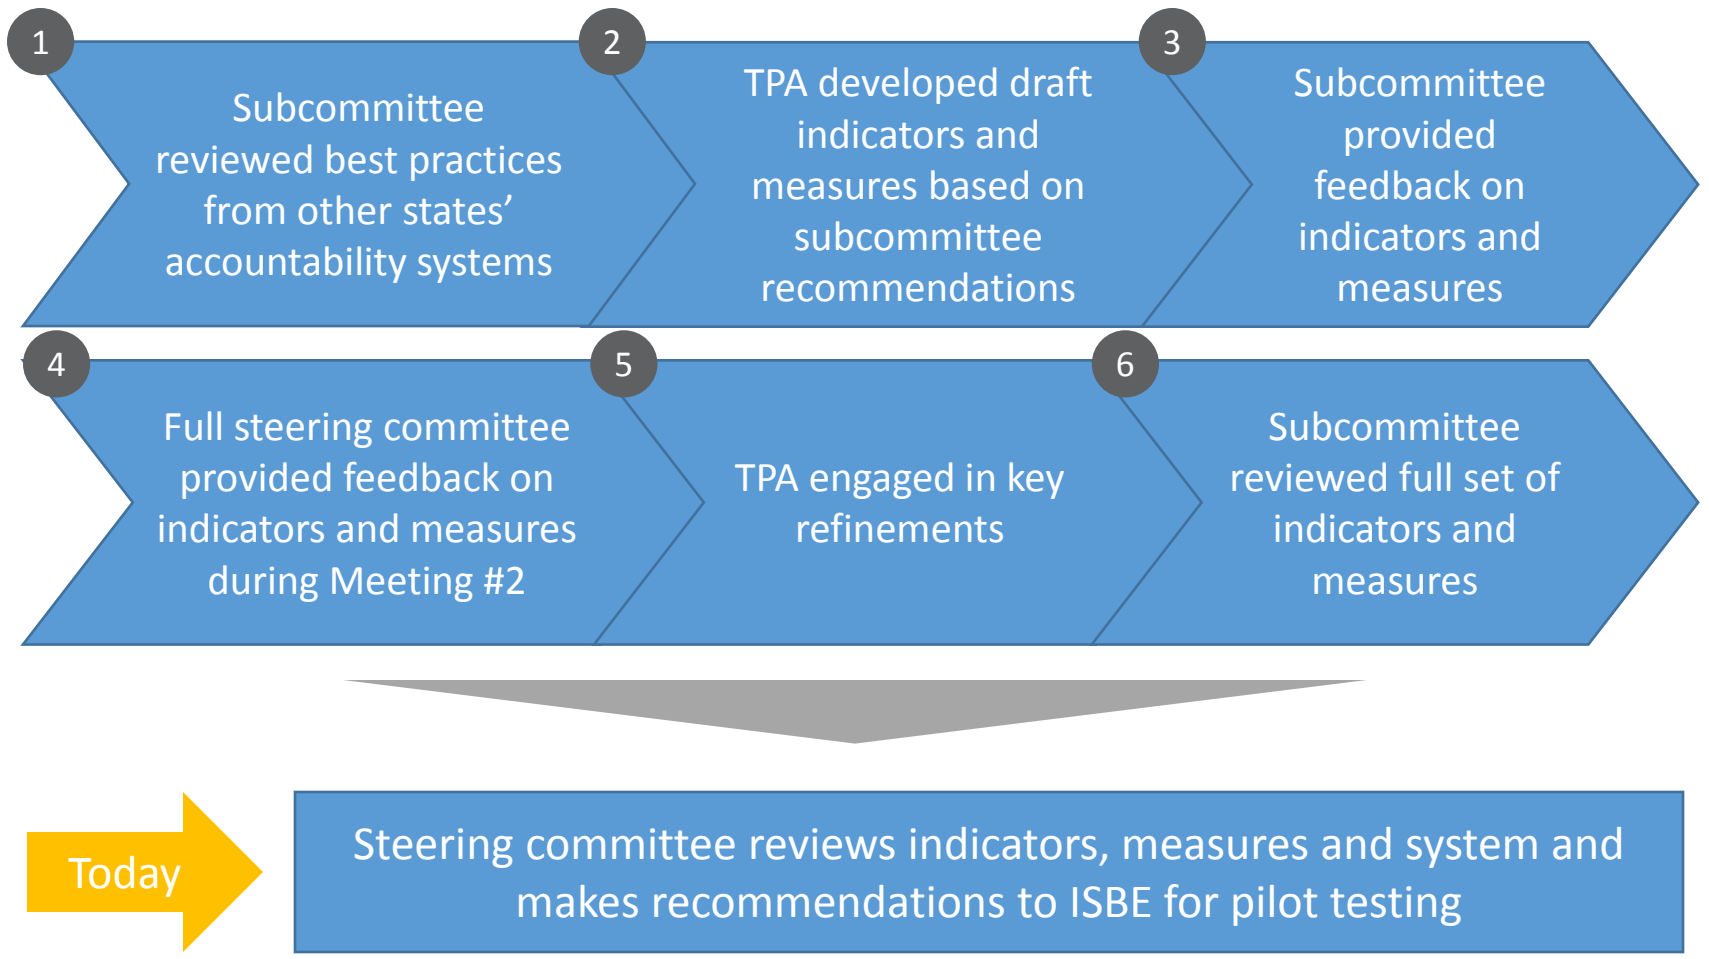 1
Subcommittee
reviewed best practices
from other states’
accountability systems
2
TPA developed draft
indicators and
measures based on
subcommittee
recommendations
3
Subcommittee
provided
feedback on
indicators and
measures
4
Full steering committee
provided feedback on
indicators and measures
during Meeting #2
5
TPA engaged in key
refinements
6
Subcommittee
reviewed full set of
indicators and
measures
Today
Steering committee reviews indicators, measures and system and
makes recommendations to ISBE for pilot testing